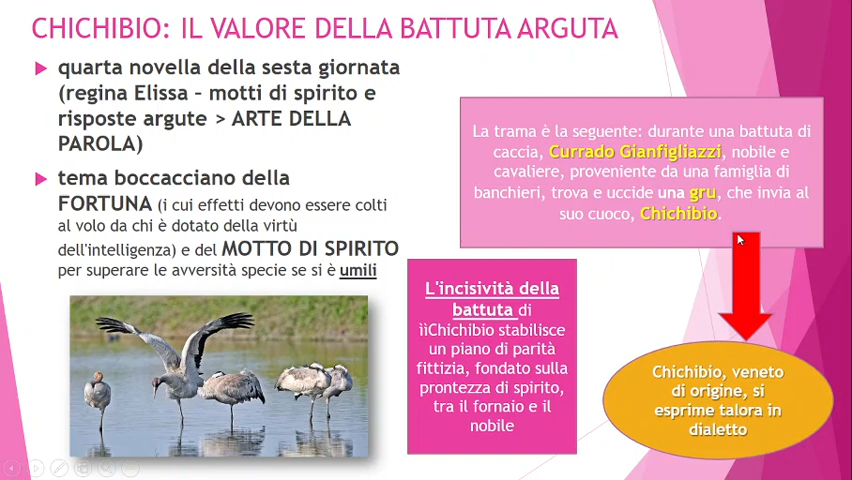 CHICHIBIO: IL VALORE DELLA BATTUTA ARGUTA
quarta novella della sesta giornata
(regina Elissa – motti di spirito e
risposte argute > ARTE DELLA
PAROLA)
tema boccacciano della
FORTUNA (i cui effetti devono essere colti
al volo da chi è dotato della virtù
dell'intelligenza) e del MOTTO DI SPIRITO
per superare le avversità specie se si è umili
La trama è la seguente: durante una battuta di
caccia, Currado Gianfigliazzi, nobile e
cavaliere, proveniente da una famiglia di
banchieri, trova e uccide una gru, che invia al
suo cuoco, Chichibio.
L'incisività della
battuta di
ììChichibio stabilisce
un piano di parità
fittizia, fondato sulla
prontezza di spirito,
tra il fornaio e il
nobile
Chichibio, veneto
di origine, si
esprime talora in
dialetto